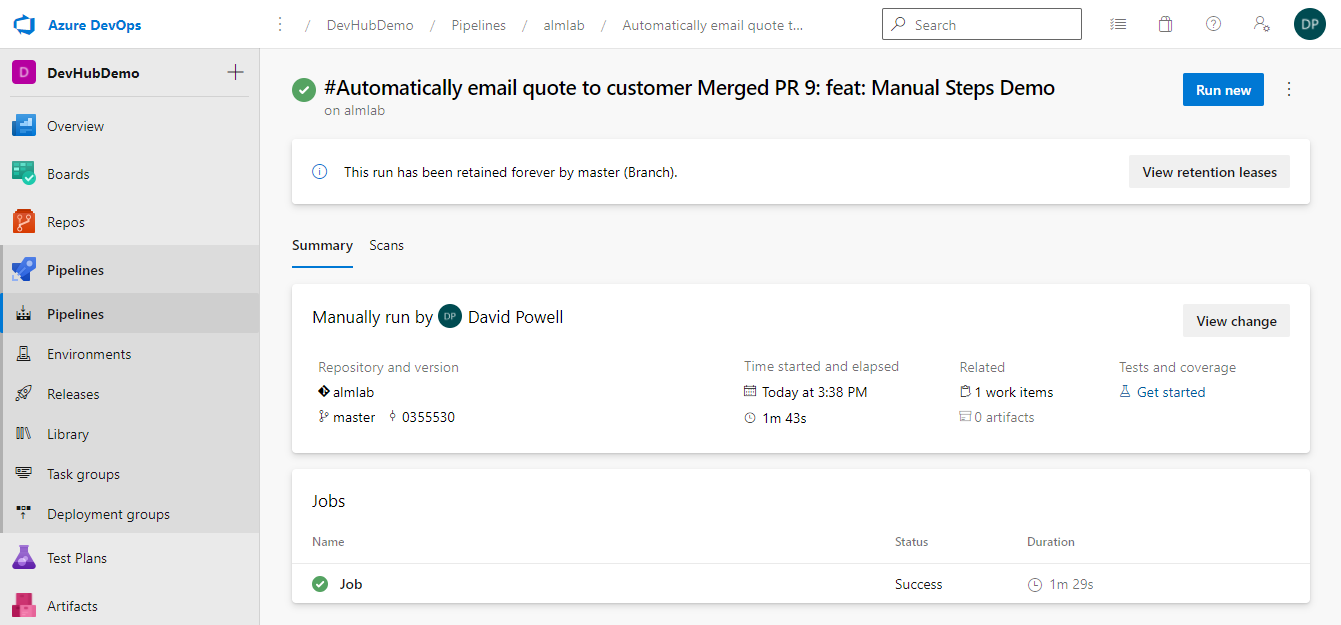 Azure DevOps
/ DevHubDemo / Pipelines / almlab / Automatically email quote t...
Search
DP
D DevHubDemo
Overview
Boards
Repos
Pipelines
Pipelines
Environments
Releases
Library
Task groups
Deployment groups
Test Plans
Artifacts
#Automatically email quote to customer Merged PR 9: feat: Manual Steps Demo
on almlab
Run new
This run has been retained forever by master (Branch).
View retention leases
Summary Scans
Manually run by DP David Powell
View change
Repository and version
almlab
master 0355530
Time started and elapsed
Today at 3:38 PM
1m 43s
Related
1 work items
0 artifacts
Tests and coverage
Get started
Jobs
Name Status Duration
Job Success 1m 29s